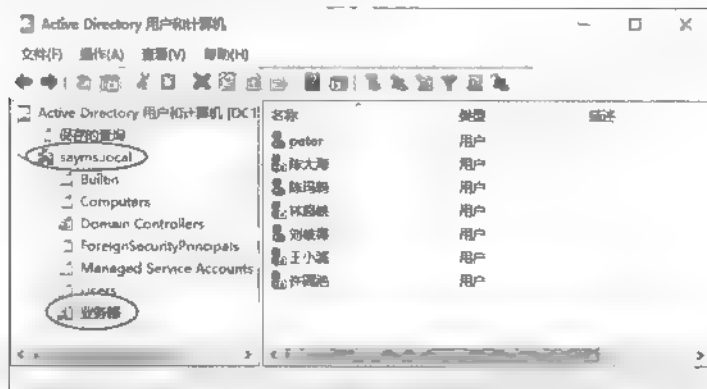 Active Directory 用户和计算机
文件(F) 操作(A) 查看(V) 帮助(H)
Active Directory 用户和计算机 [DC1
保存的查询
sayms.local
Builtin
Computers
Domain Controllers
ForeignSecurityPrincipals
Managed Service Accounts
Users
业务部
名称 类型 描述
peter 用户
陈大海 用户
陈玛莉 用户
用户
用户
王小滨 用户
用户